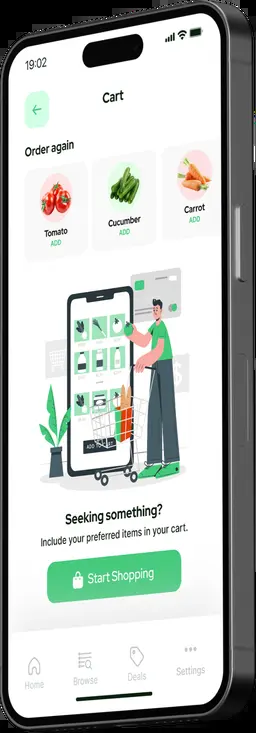 19:02
Cart
Order again
Tomato
ADD
Cucumber
ADD
Carrot
ADD
Seeking something?
Include your preferred items in your cart.
Start Shopping
Home
Browse
Deals
Settings